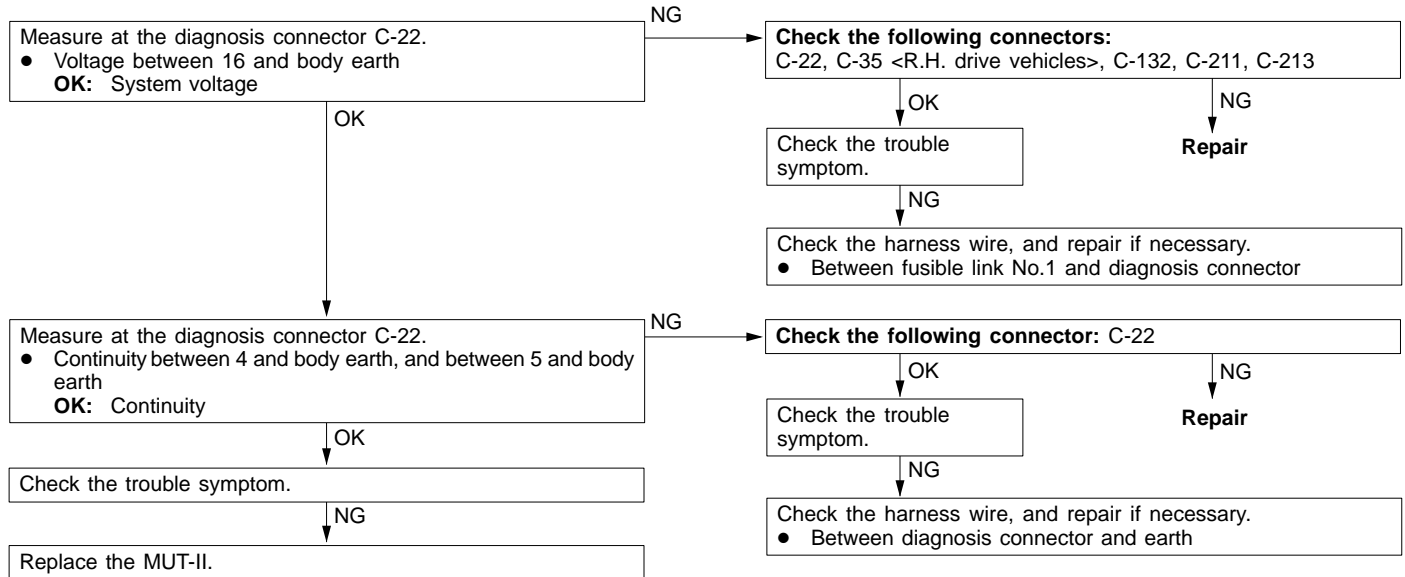 Measure at the diagnosis connector C-22.
● Voltage between 16 and body earth
OK: System voltage
NG
Check the following connectors:
C-22, C-35 <R.H. drive vehicles>, C-132, C-211, C-213
OK
OK
NG
Check the trouble
symptom.
Repair
NG
Check the harness wire, and repair if necessary.
● Between fusible link No.1 and diagnosis connector
Measure at the diagnosis connector C-22.
● Continuity between 4 and body earth, and between 5 and body
earth
OK: Continuity
NG
Check the following connector: C-22
OK
NG
Check the trouble
symptom.
Repair
OK
NG
Check the trouble symptom.
NG
Check the harness wire, and repair if necessary.
● Between diagnosis connector and earth
Replace the MUT-II.